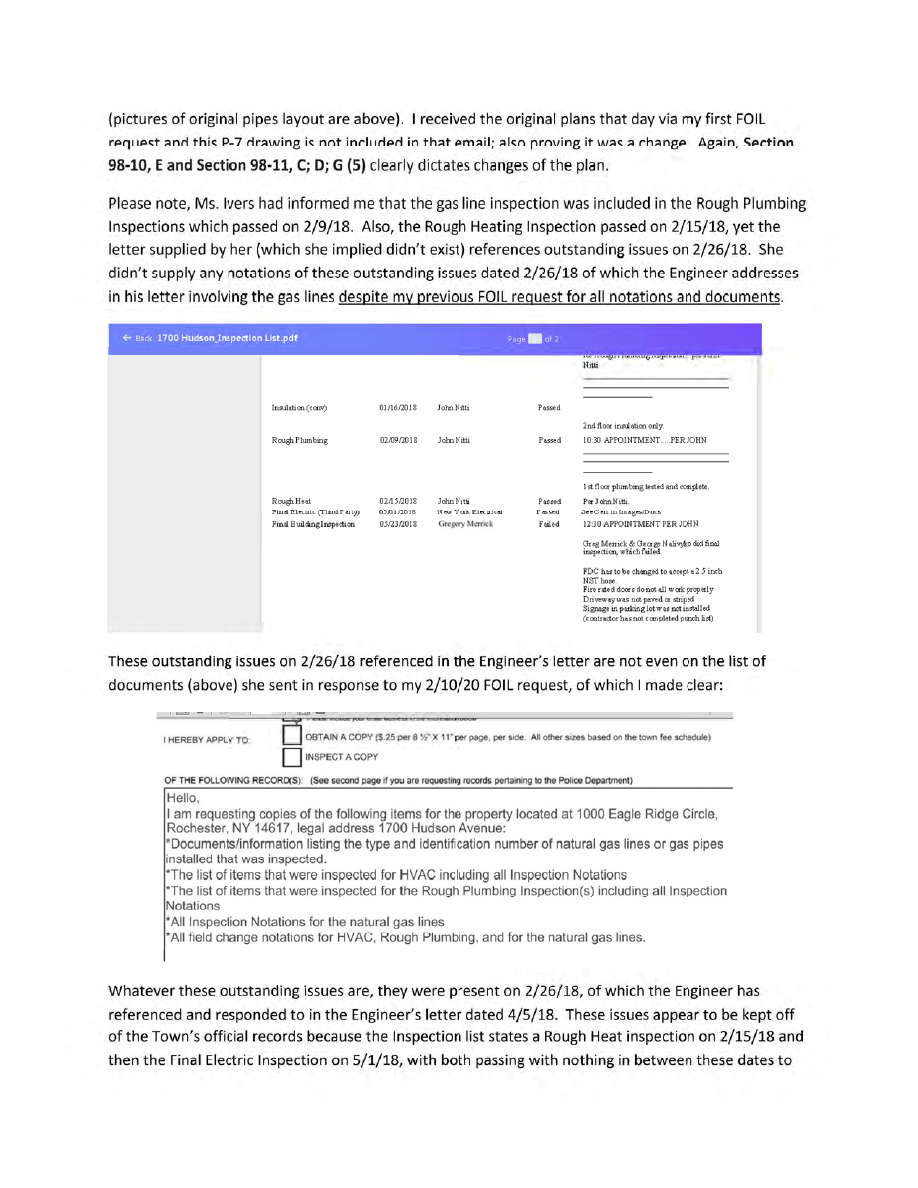 (pictures of original pipes layout are above). I received the original plans that day via my first FOIL
request and this P-7 drawing is not included in that email; also proving it was a change. Again, Section
98-10, E and Section 98-11, C; D; G (5) clearly dictates changes of the plan.
Please note, Ms. Ivers had informed me that the gas line inspection was included in the Rough Plumbing
Inspections which passed on 2/9/18. Also, the Rough Heating Inspection passed on 2/15/18, yet the
letter supplied by her (which she implied didn't exist) references outstanding issues on 2/26/18. She
didn't supply any notations of these outstanding issues dated 2/26/18 of which the Engineer addresses
in his letter involving the gas lines despite my previous FOIL request for all notations and documents.
← Back 1700 Hudson_Inspection List.pdf Page of 2
Nitti
Insulation (conv) 01/16/2018 John Nitti Passed
2nd floor insulation only.
Rough Plumbing 02/09/2018 John Nitti Passed 10:30 APPOINTMENT.....PER JOHN
1st floor plumbing tested and complete.
Rough Heat 02/15/2018 John Nitti Passed Per John Nitti.
Final Electric (Third Party) 05/01/2018 New York Electrical Passed See Cert in Images/Docs
Final Building Inspection 05/23/2018 Gregory Merrick Failed 12:30 APPOINTMENT PER JOHN
Greg Merrick & George Nalivyko did final
inspection, which failed.
FDC has to be changed to accept a 2.5 inch
NST hose.
Fire rated doors do not all work properly
Driveway was not paved or striped
Signage in parking lot was not installed
(contractor has not completed punch list)
These outstanding issues on 2/26/18 referenced in the Engineer's letter are not even on the list of
documents (above) she sent in response to my 2/10/20 FOIL request, of which I made clear:
I HEREBY APPLY TO: OBTAIN A COPY ($.25 per 8 ½" X 11" per page, per side. All other sizes based on the town fee schedule)
INSPECT A COPY
OF THE FOLLOWING RECORD(S): (See second page if you are requesting records pertaining to the Police Department)
Hello,
I am requesting copies of the following items for the property located at 1000 Eagle Ridge Circle,
Rochester, NY 14617, legal address 1700 Hudson Avenue:
*Documents/information listing the type and identification number of natural gas lines or gas pipes
installed that was inspected.
*The list of items that were inspected for HVAC including all Inspection Notations
*The list of items that were inspected for the Rough Plumbing Inspection(s) including all Inspection
Notations
*All Inspection Notations for the natural gas lines
*All field change notations for HVAC, Rough Plumbing, and for the natural gas lines.
Whatever these outstanding issues are, they were present on 2/26/18, of which the Engineer has
referenced and responded to in the Engineer's letter dated 4/5/18. These issues appear to be kept off
of the Town's official records because the Inspection list states a Rough Heat inspection on 2/15/18 and
then the Final Electric Inspection on 5/1/18, with both passing with nothing in between these dates to